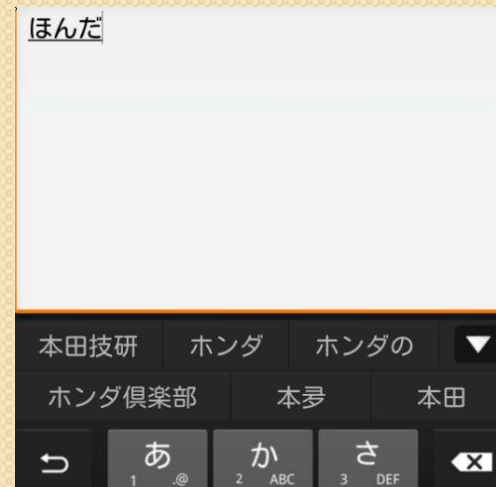 ほんだ
本田技研 ホンダ ホンダの
ホンダ倶楽部 本夛 本田
あ か さ
1 .@ 2 ABC 3 DEF